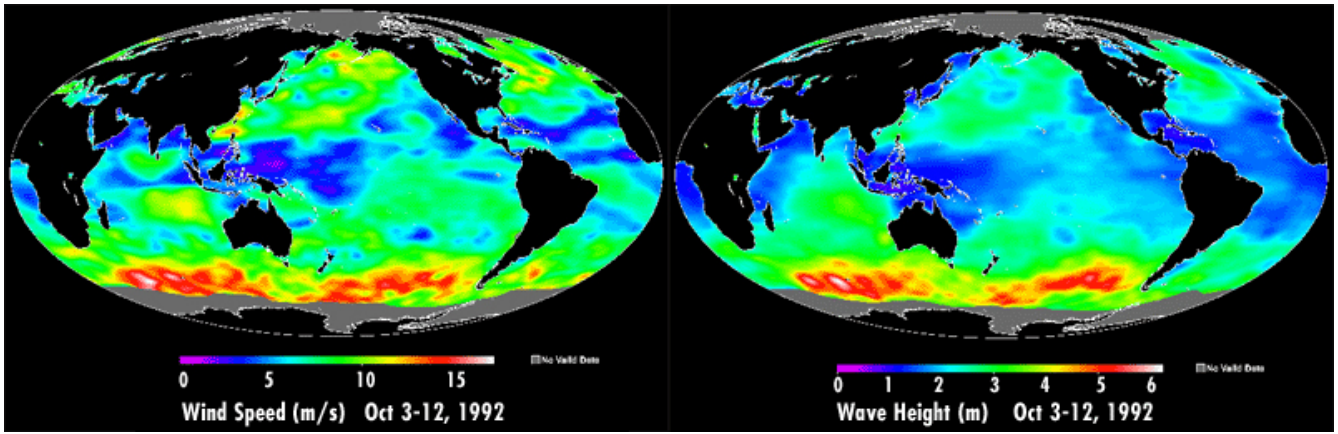 0 5 10 15
No Valid Data
Wind Speed (m/s) Oct 3-12, 1992
0 1 2 3 4 5 6
No Valid Data
Wave Height (m) Oct 3-12, 1992